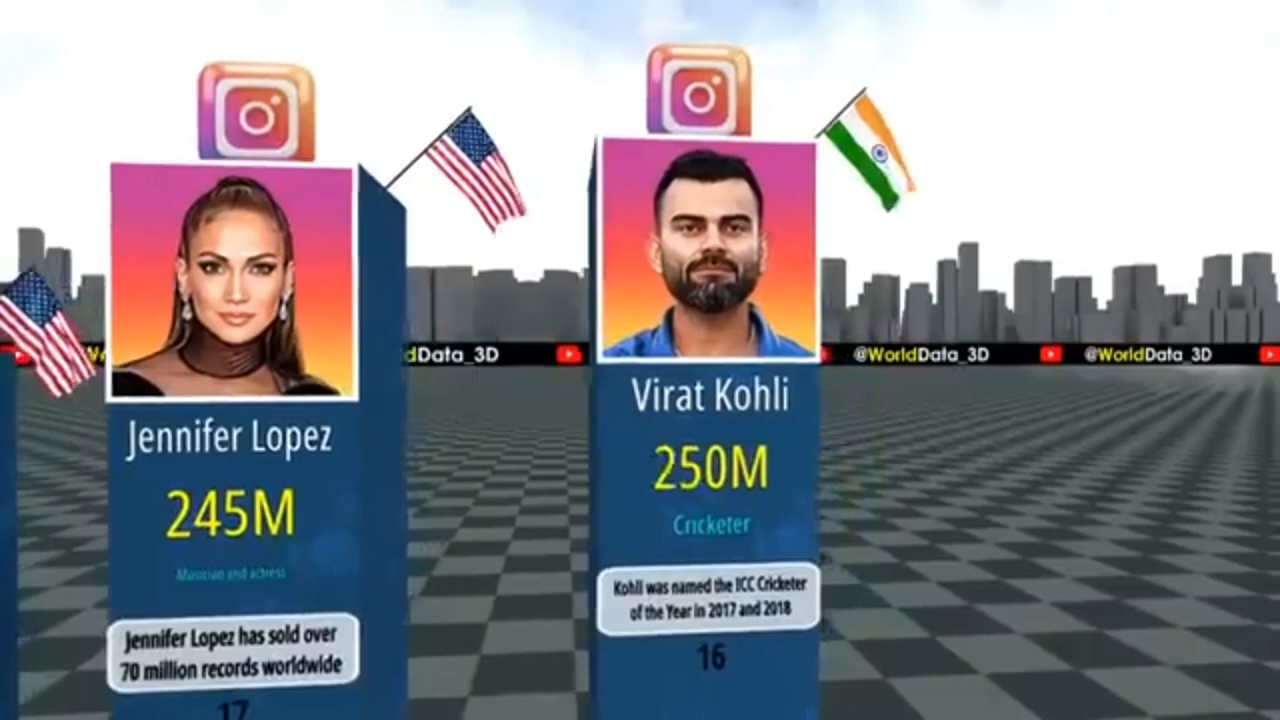 Jennifer Lopez
245M
Musician and actress
Jennifer Lopez has sold over
70 million records worldwide
17
Virat Kohli
250M
Cricketer
Kohli was named the ICC Cricketer
of the Year in 2017 and 2018
16
dData_3D
@WorldData_3D
@WorldData_3D